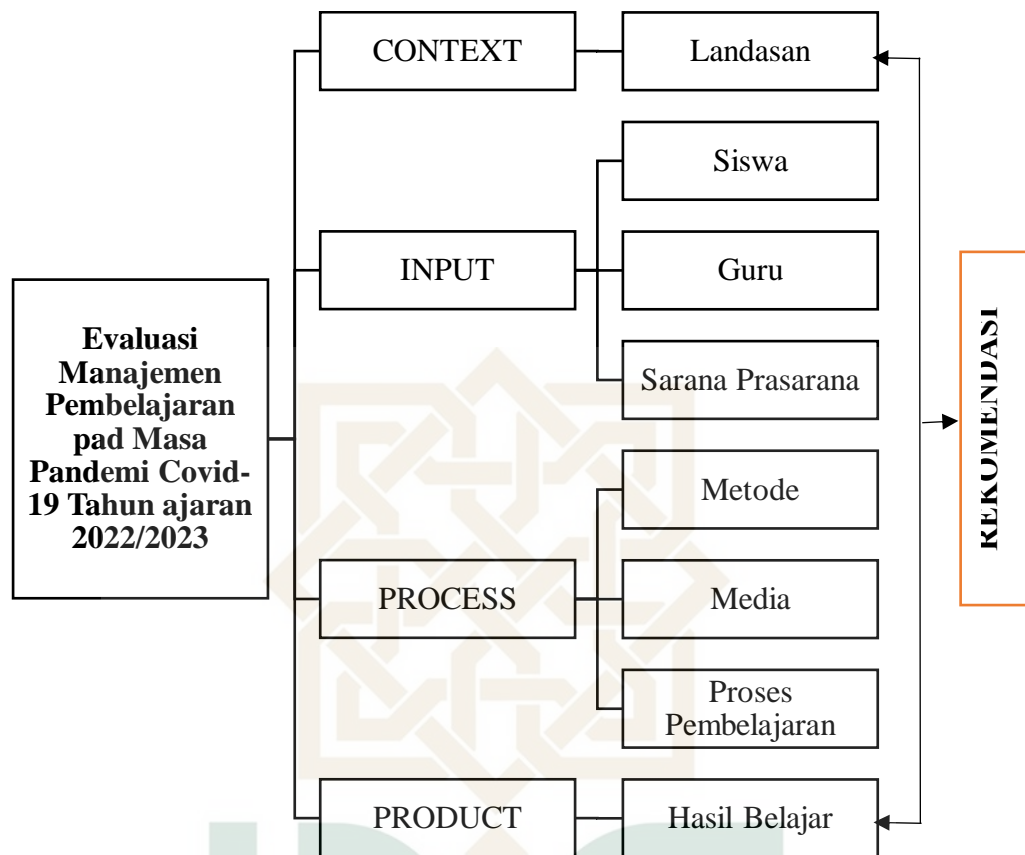 Evaluasi
Manajemen
Pembelajaran
pad Masa
Pandemi Covid-
19 Tahun ajaran
2022/2023
CONTEXT
Landasan
INPUT
Siswa
Guru
Sarana Prasarana
PROCESS
Metode
Media
Proses
Pembelajaran
PRODUCT
Hasil Belajar
REKOMENDASI